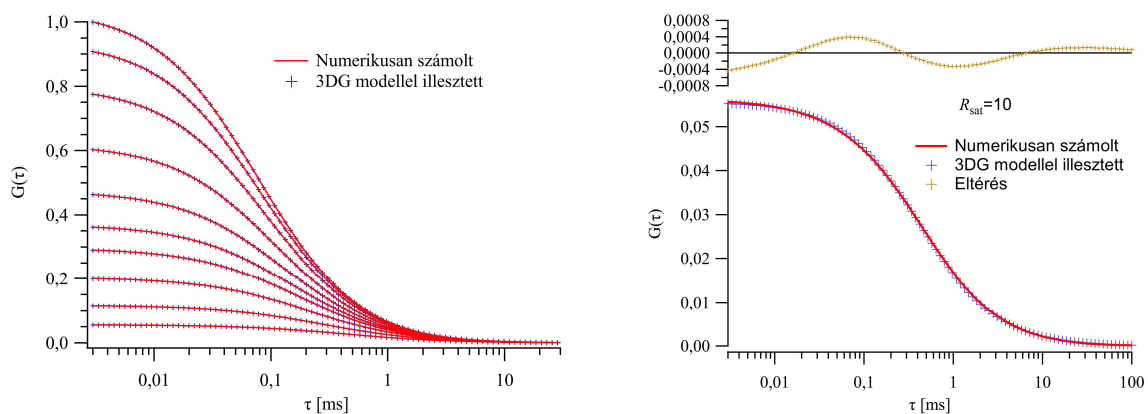 1,0
0,8
0,6
0,4
0,2
0,0
G(τ)
0,01
0,1
1
10
τ [ms]
Numerikusan számolt
3DG modellel illesztett
0,0008
0,0004
0,0000
-0,0004
-0,0008
R_sat=10
Numerikusan számolt
3DG modellel illesztett
Eltérés
0,05
0,04
0,03
0,02
0,01
0,00
G(τ)
0,01
0,1
1
10
100
τ [ms]